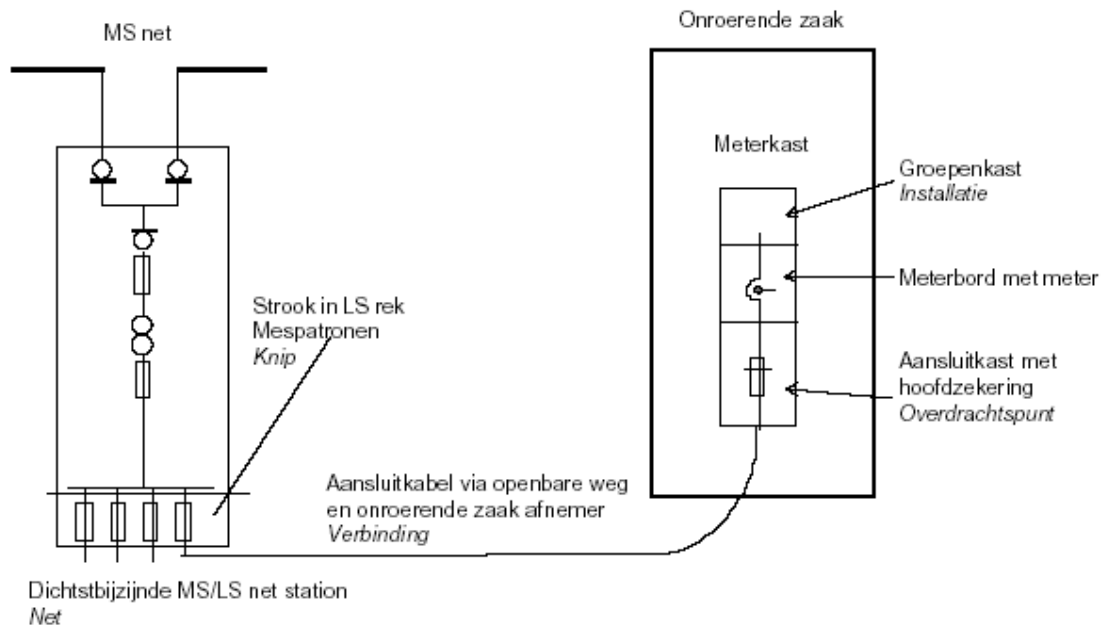 MS net
Onroerende zaak
Meterkast
Groepenkast
Installatie
Meterbord met meter
Strook in LS rek
Mespatronen
Knip
Aansluitkast met
hoofdzekering
Overdrachtspunt
Aansluitkabel via openbare weg
en onroerende zaak afnemer
Verbinding
Dichtstbijzijnde MS/LS net station
Net